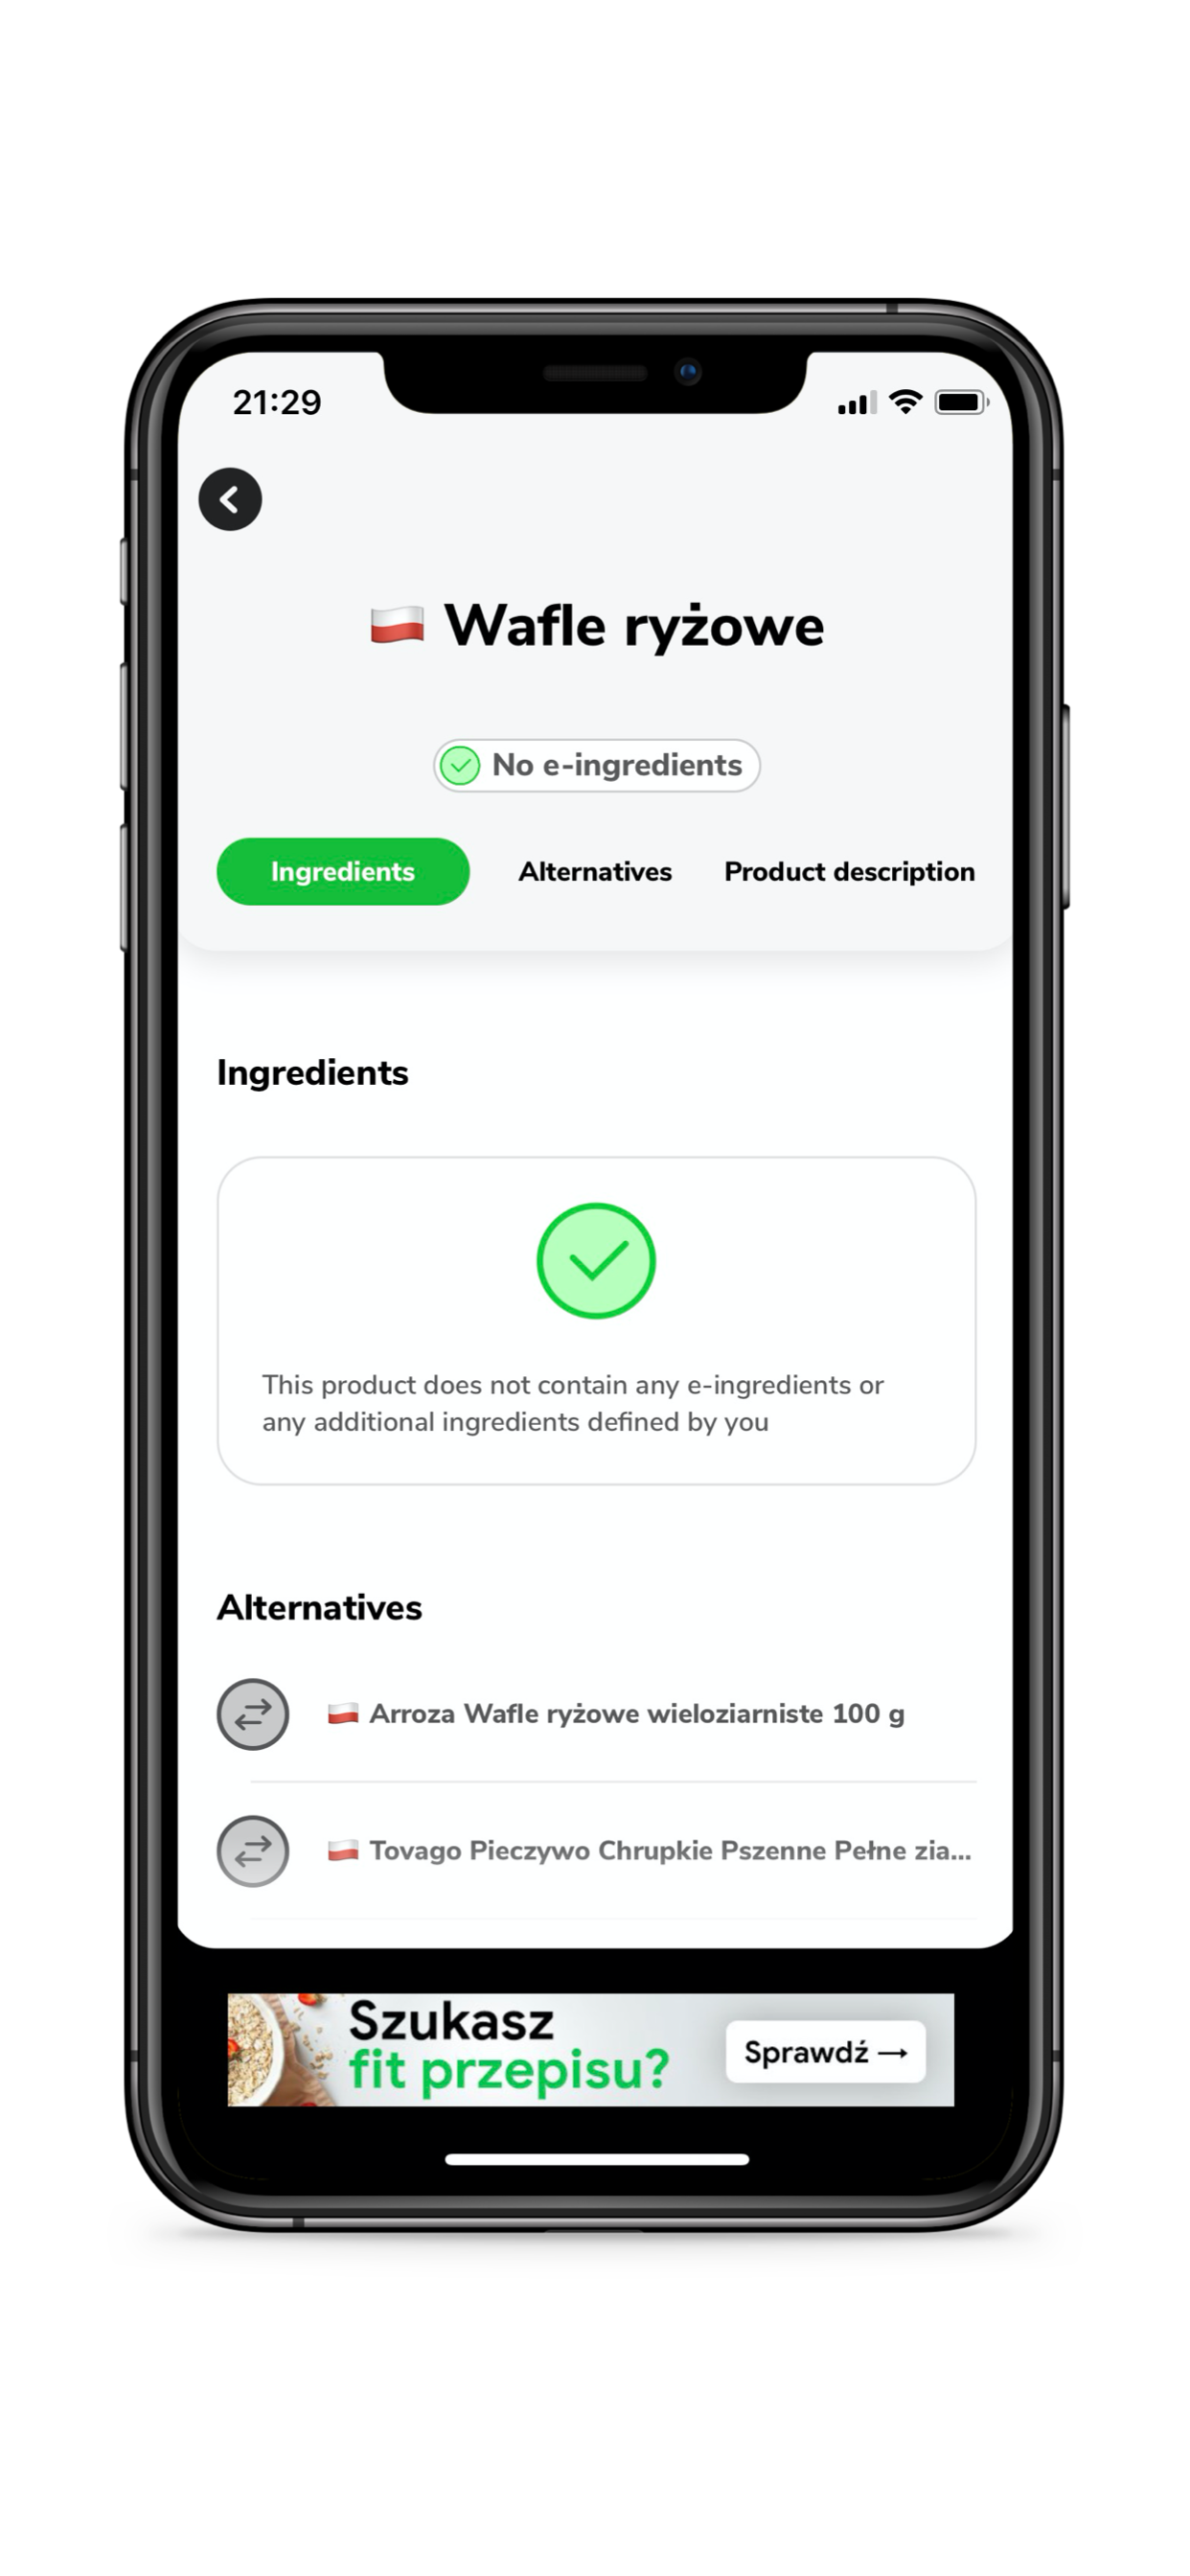 21:29
Wafle ryżowe
No e-ingredients
Ingredients Alternatives Product description
Ingredients
This product does not contain any e-ingredients or
any additional ingredients defined by you
Alternatives
Arroza Wafle ryżowe wieloziarniste 100 g
Tovago Pieczywo Chrupkie Pszenne Pełne zia...
Szukasz
fit przepisu?
Sprawdź →